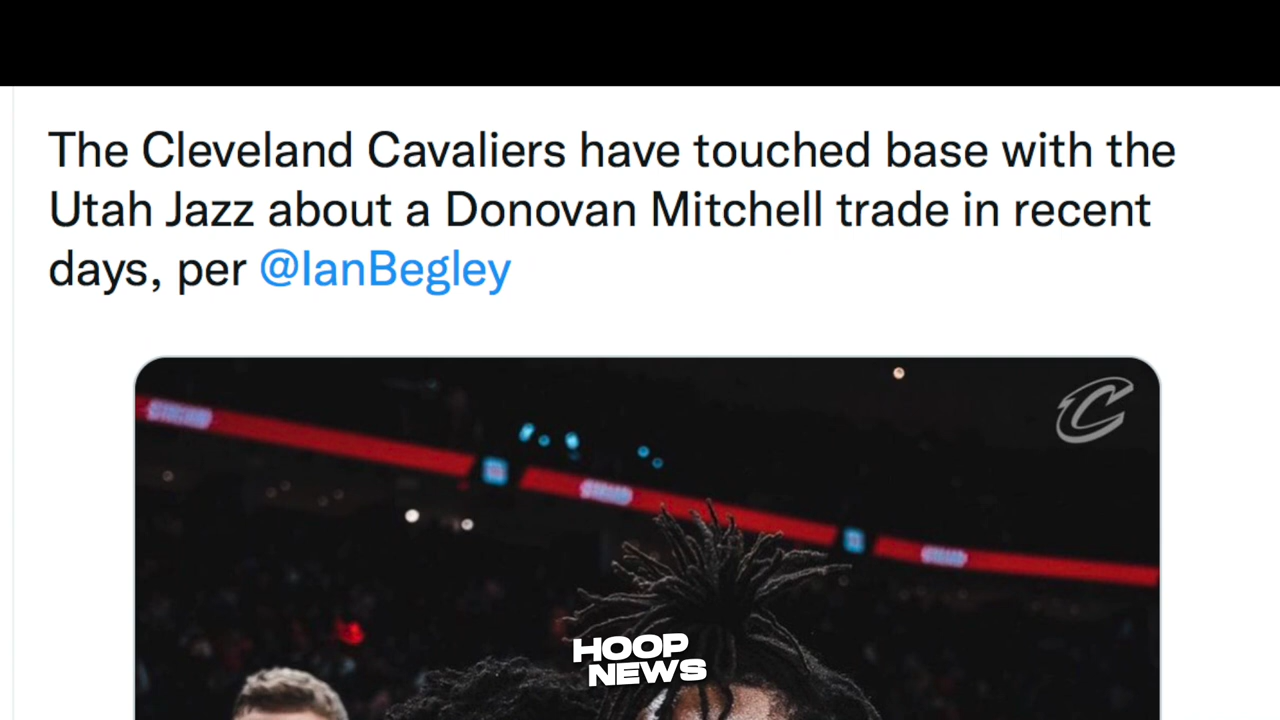 The Cleveland Cavaliers have touched base with the
Utah Jazz about a Donovan Mitchell trade in recent
days, per @IanBegley
C
HOOP
NEWS